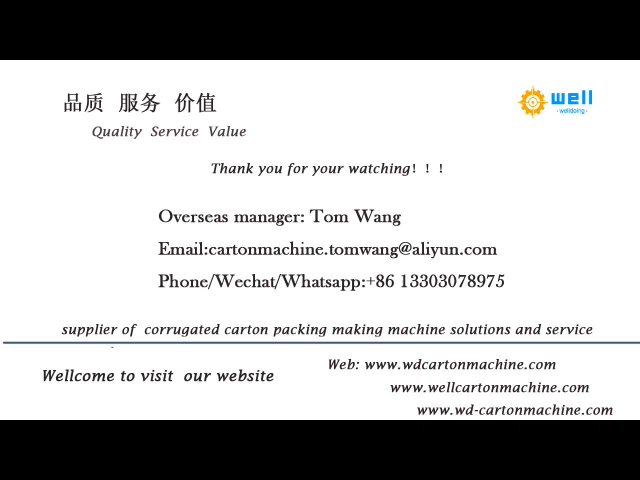 品质 服务 价值
well
Quality Service Value
- welldoing -
Thank you for your watching！！！
Overseas manager: Tom Wang
Email:cartonmachine.tomwang@aliyun.com
Phone/Wechat/Whatsapp:+86 13303078975
supplier of corrugated carton packing making machine solutions and service
Wellcome to visit our website
Web: www.wdcartonmachine.com
www.wellcartonmachine.com
www.wd-cartonmachine.com